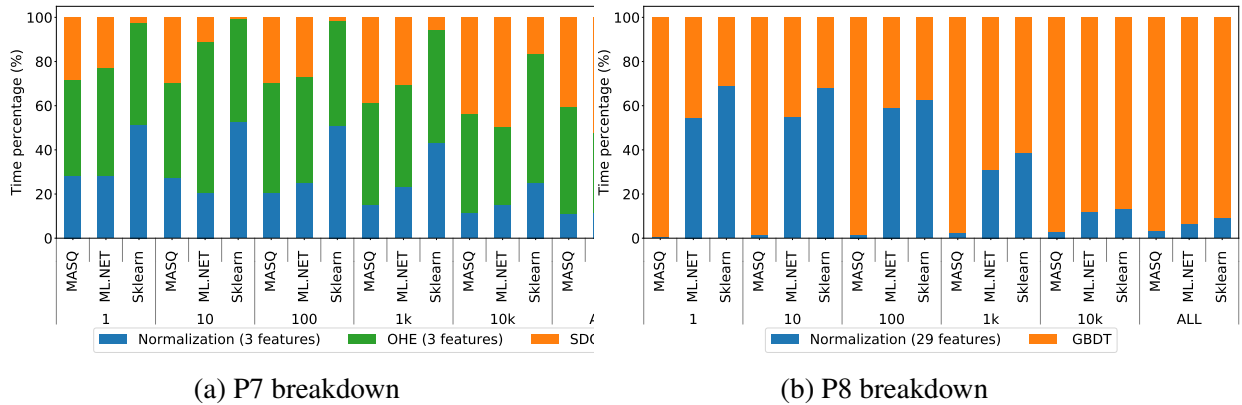 100
80
60
40
20
0
Time percentage (%)
MASQ
ML.NET
Sklearn
MASQ
ML.NET
Sklearn
MASQ
ML.NET
Sklearn
MASQ
ML.NET
Sklearn
MASQ
ML.NET
Sklearn
MASQ
1 10 100 1k 10k
Normalization (3 features) OHE (3 features)
(a) P7 breakdown
100
80
60
40
20
0
Time percentage (%)
MASQ
ML.NET
Sklearn
MASQ
ML.NET
Sklearn
MASQ
ML.NET
Sklearn
MASQ
ML.NET
Sklearn
MASQ
ML.NET
Sklearn
MASQ
ML.NET
Sklearn
1 10 100 1k 10k ALL
Normalization (29 features) GBDT
(b) P8 breakdown